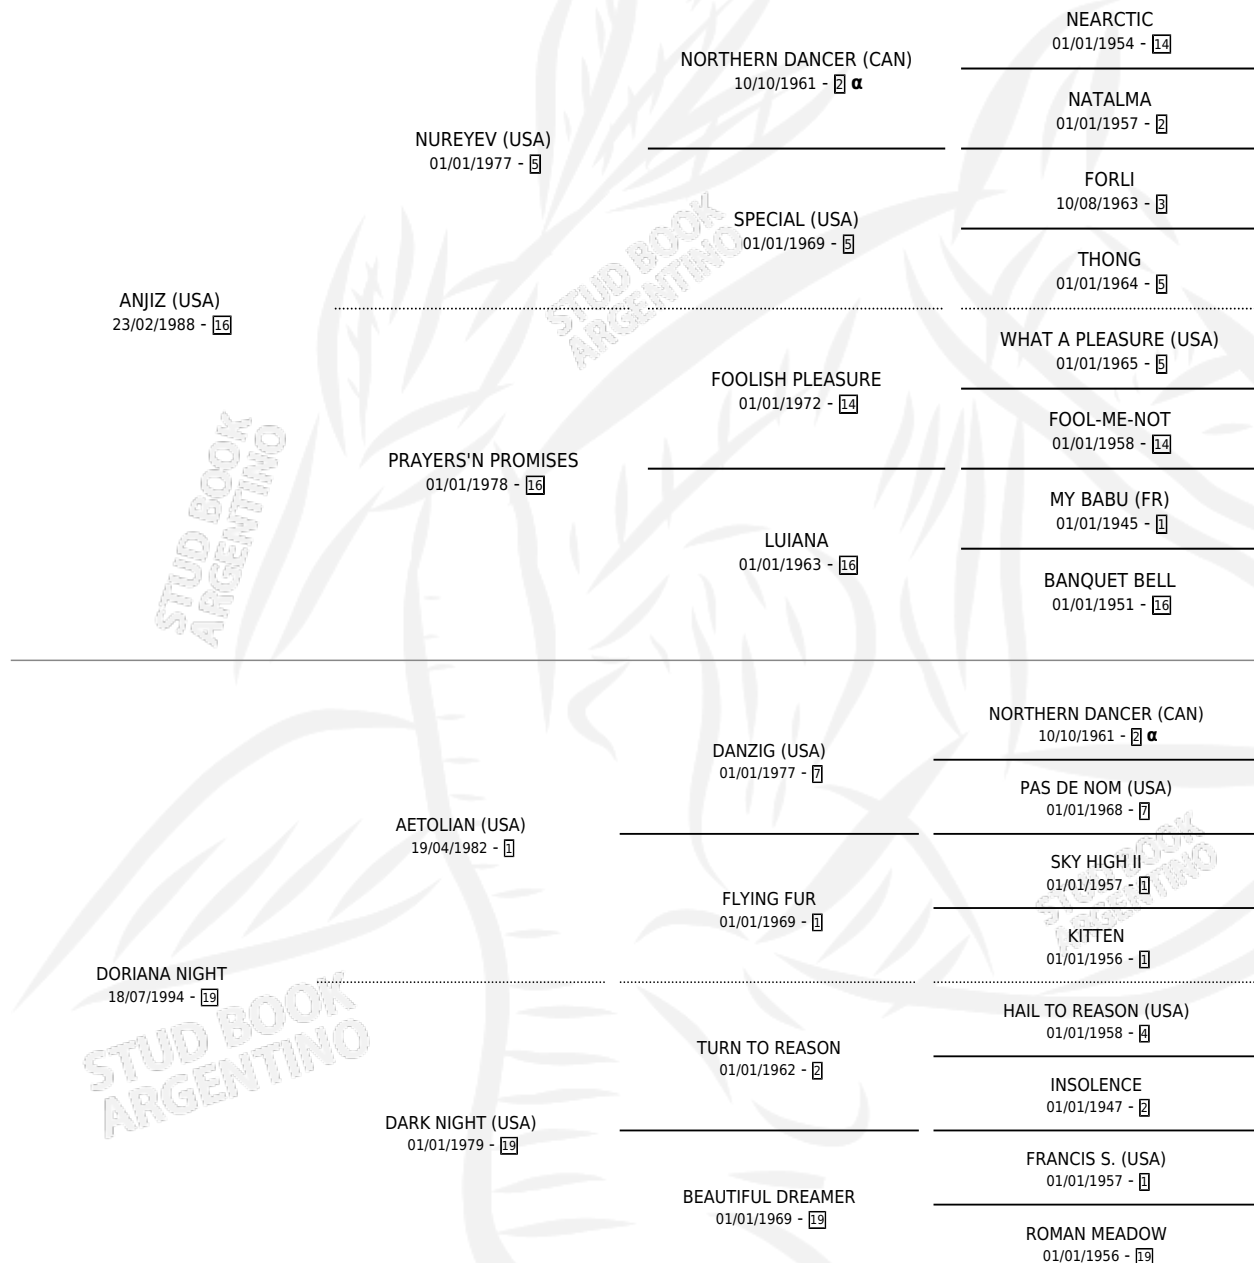 NEARCTIC
01/01/1954 - 14
NORTHERN DANCER (CAN)
10/10/1961 - 2 α
NATALMA
01/01/1957 - 2
NUREYEV (USA)
01/01/1977 - 5
FORLI
10/08/1963 - 3
SPECIAL (USA)
01/01/1969 - 5
THONG
01/01/1964 - 5
ANJIZ (USA)
23/02/1988 - 16
WHAT A PLEASURE (USA)
01/01/1965 - 5
FOOLISH PLEASURE
01/01/1972 - 14
FOOL-ME-NOT
01/01/1958 - 14
PRAYERS'N PROMISES
01/01/1978 - 16
MY BABU (FR)
01/01/1945 - 1
LUIANA
01/01/1963 - 16
BANQUET BELL
01/01/1951 - 16
NORTHERN DANCER (CAN)
10/10/1961 - 2 α
DANZIG (USA)
01/01/1977 - 7
PAS DE NOM (USA)
01/01/1968 - 7
AETOLIAN (USA)
19/04/1982 - 1
SKY HIGH II
01/01/1957 - 1
FLYING FUR
01/01/1969 - 1
KITTEN
01/01/1956 - 1
DORIANA NIGHT
18/07/1994 - 19
HAIL TO REASON (USA)
01/01/1958 - 4
TURN TO REASON
01/01/1962 - 2
INSOLENCE
01/01/1947 - 2
DARK NIGHT (USA)
01/01/1979 - 19
FRANCIS S. (USA)
01/01/1957 - 1
BEAUTIFUL DREAMER
01/01/1969 - 19
ROMAN MEADOW
01/01/1956 - 19
STUD BOOK
ARGENTINO
STUD BOOK
ARGENTINO
STUD BOOK
ARGENTINO
STUD BOOK
ARGENTINO